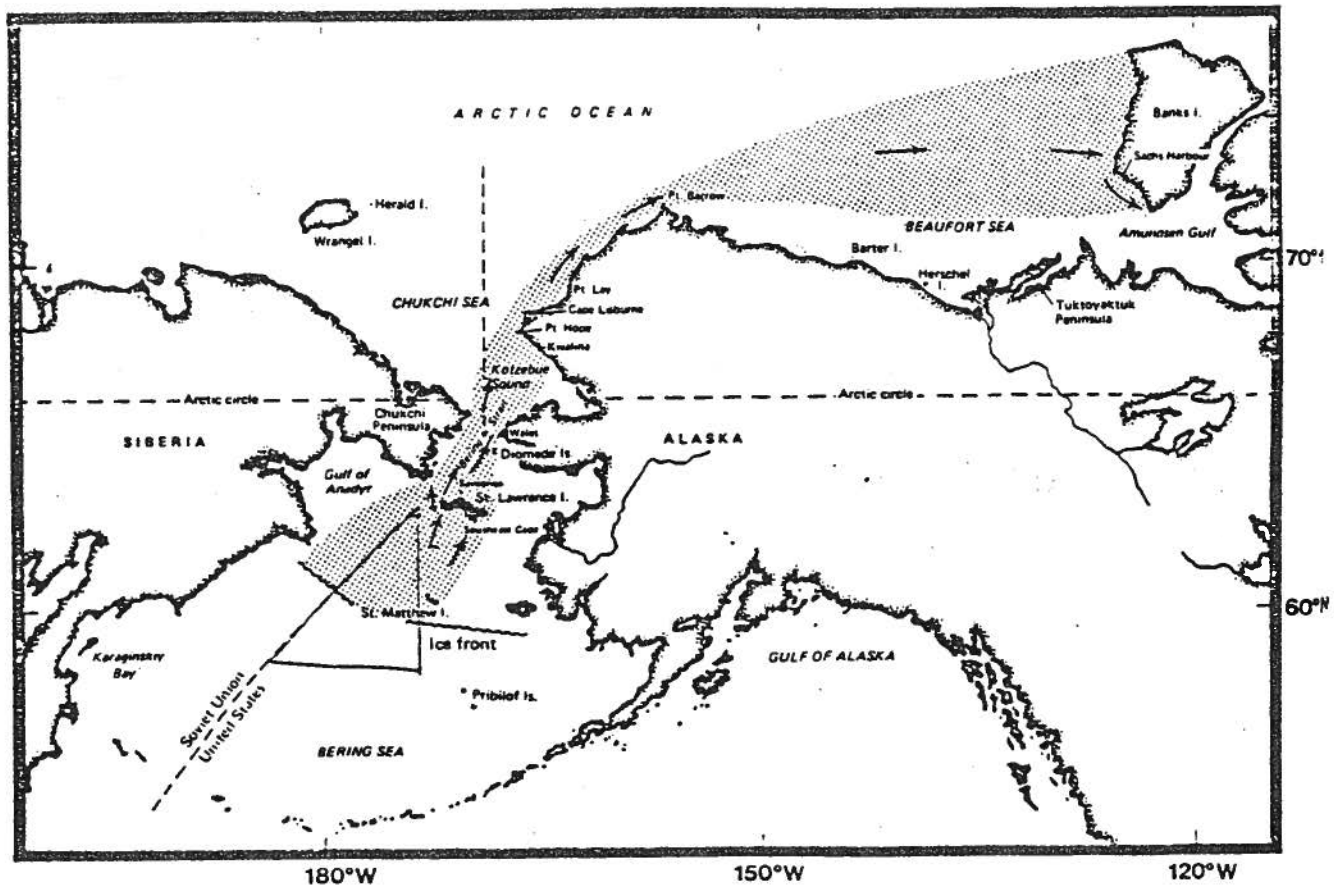 ARCTIC OCEAN
Banks I.
Sachs Harbour
Herald I.
Wrangel I.
Pt. Barrow
BEAUFORT SEA
Amundsen Gulf
Barter I.
70°
Herschel
I.
Pt. Lay
CHUKCHI SEA
Cape Lisburne
Tuktoyaktuk
Peninsula
Pt. Hope
Kivalina
Kotzebue
Sound
Arctic circle
Arctic circle
Chukchi
Peninsula
SIBERIA
Wales
ALASKA
Diomede Is.
Gulf of
Anadyr
St. Lawrence I.
Southeast Cape
St. Matthew I.
60°N
Ice front
Karaginskiy
Bay
GULF OF ALASKA
Pribilof Is.
Soviet Union
United States
BERING SEA
180°W
150°W
120°W